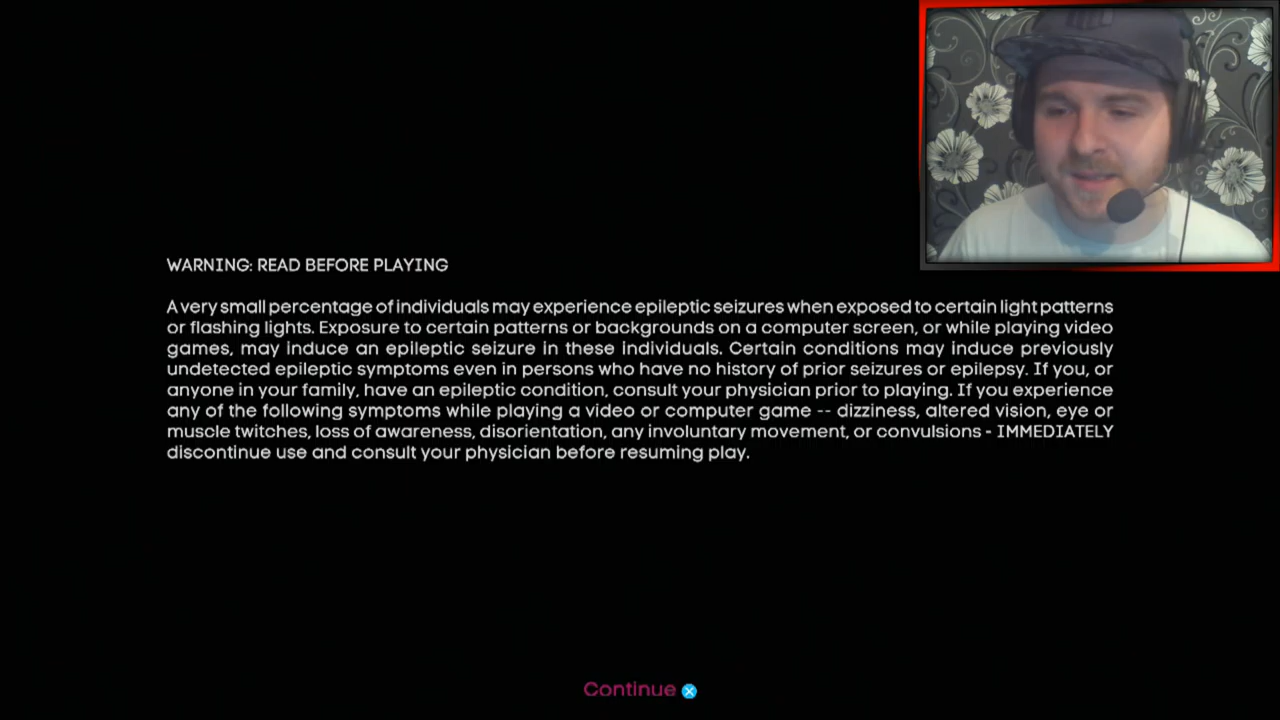 WARNING: READ BEFORE PLAYING
A very small percentage of individuals may experience epileptic seizures when exposed to certain light patterns
or flashing lights. Exposure to certain patterns or backgrounds on a computer screen, or while playing video
games, may induce an epileptic seizure in these individuals. Certain conditions may induce previously
undetected epileptic symptoms even in persons who have no history of prior seizures or epilepsy. If you, or
anyone in your family, have an epileptic condition, consult your physician prior to playing. If you experience
any of the following symptoms while playing a video or computer game -- dizziness, altered vision, eye or
muscle twitches, loss of awareness, disorientation, any involuntary movement, or convulsions - IMMEDIATELY
discontinue use and consult your physician before resuming play.
Continue